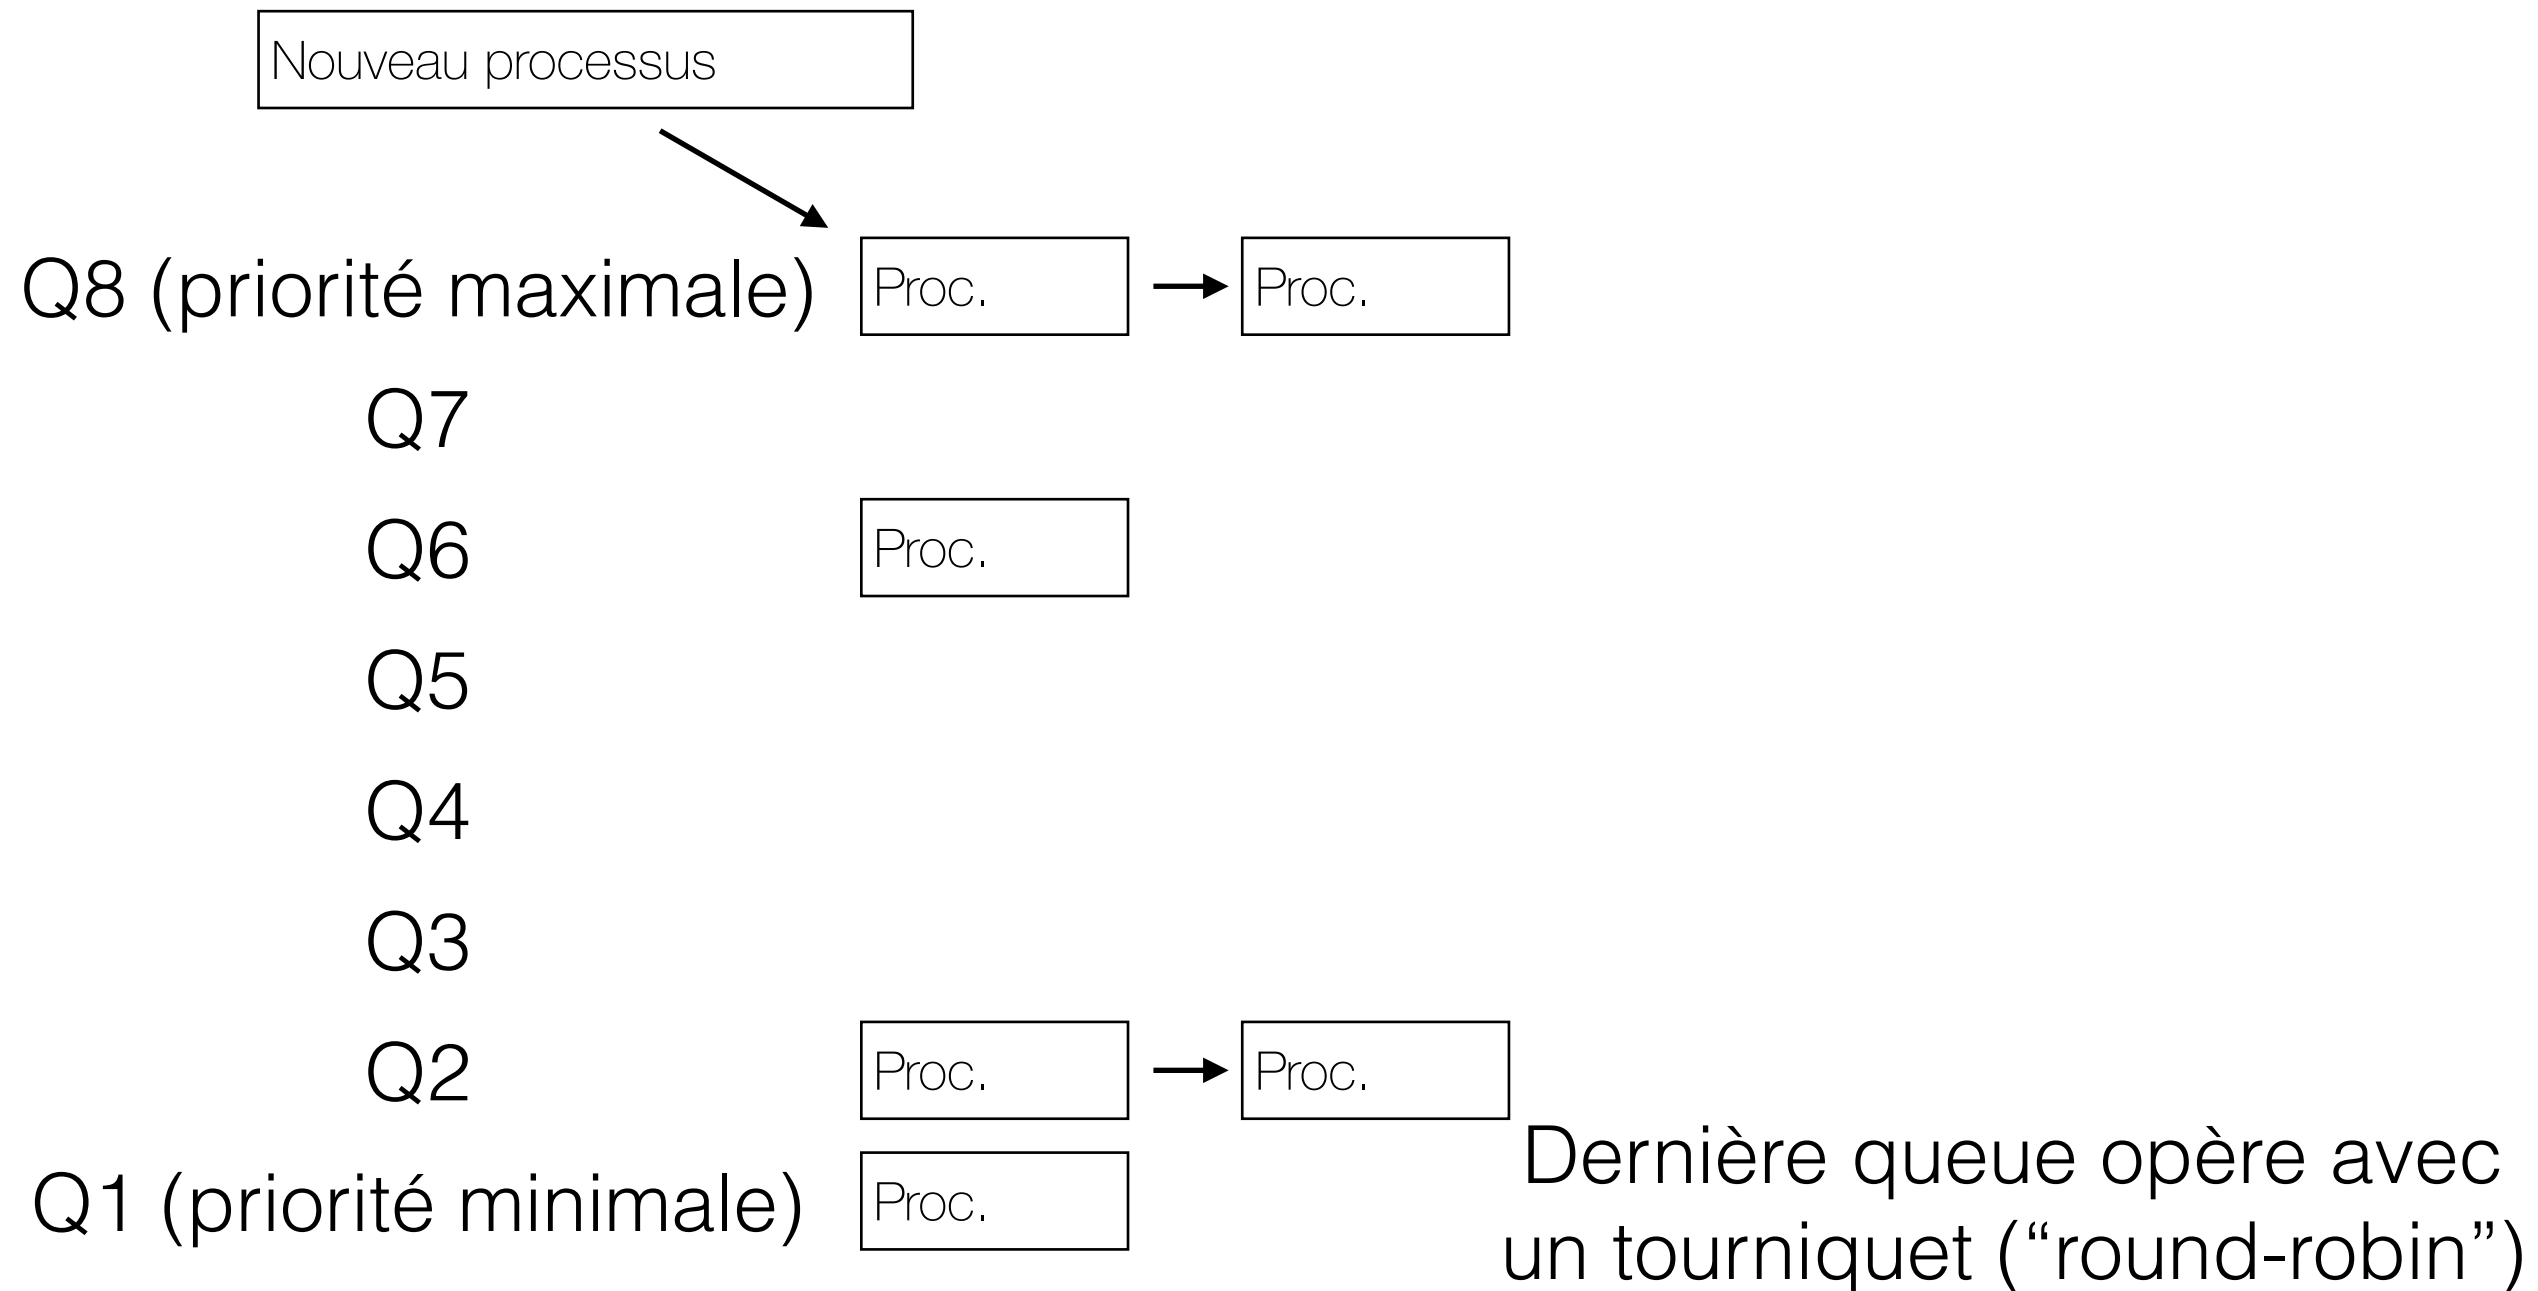 Nouveau processus
Q8 (priorité maximale) Proc. Proc.
Q7
Q6 Proc.
Q5
Q4
Q3
Q2 Proc. Proc.
Q1 (priorité minimale) Proc.
Dernière queue opère avec
un tourniquet (“round-robin”)